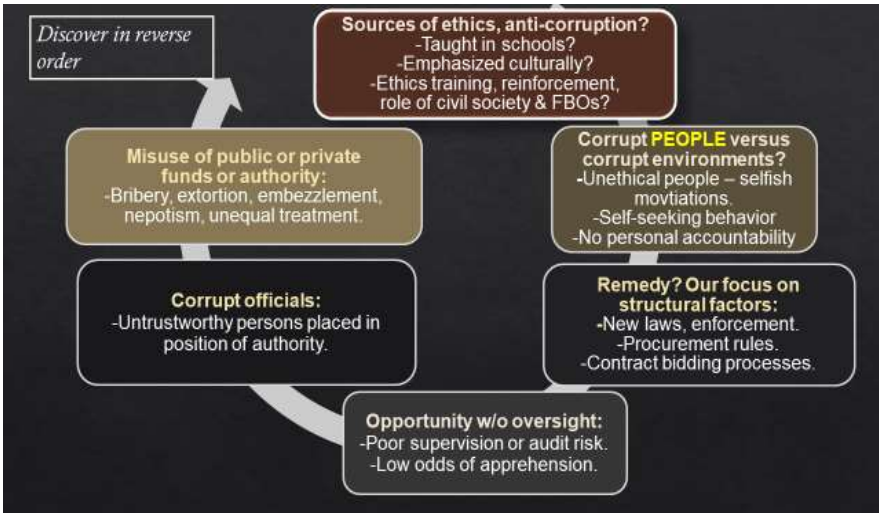 Discover in reverse
order
Sources of ethics, anti-corruption?
-Taught in schools?
-Emphasized culturally?
-Ethics training, reinforcement,
role of civil society & FBOs?
Corrupt PEOPLE versus
corrupt environments?
-Unethical people – selfish
movtiations.
-Self-seeking behavior
-No personal accountability
Remedy? Our focus on
structural factors:
-New laws, enforcement.
-Procurement rules.
-Contract bidding processes.
Opportunity w/o oversight:
-Poor supervision or audit risk.
-Low odds of apprehension.
Corrupt officials:
-Untrustworthy persons placed in
position of authority.
Misuse of public or private
funds or authority:
-Bribery, extortion, embezzlement,
nepotism, unequal treatment.